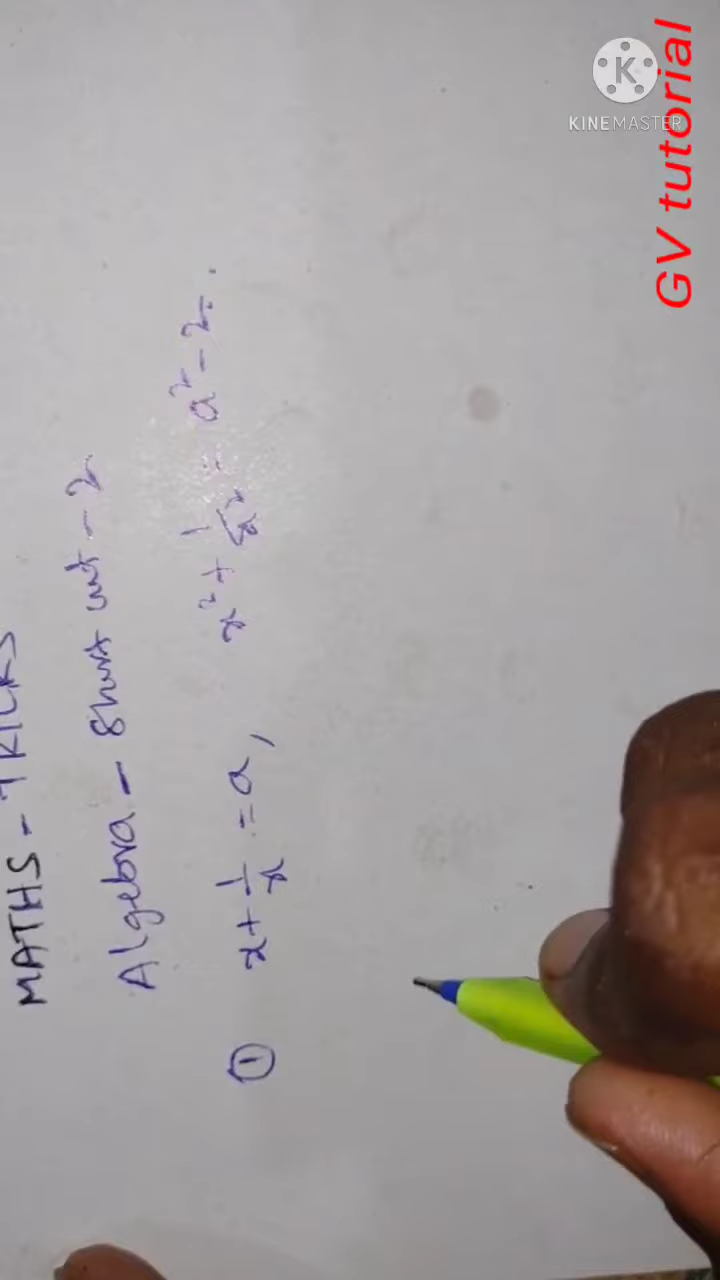 MATHS - TRICKS
Algebra - Short cut - 2
① x + 1/x = a, x² + 1/x² = a² - 2.
GV tutorial
KINEMASTER